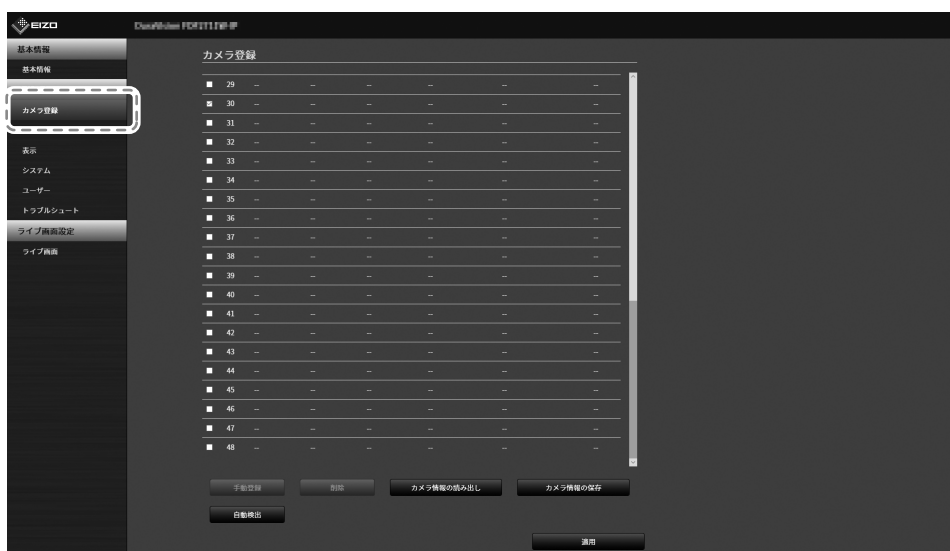 EIZO
基本情報
基本情報
カメラ登録
表示
システム
ユーザー
トラブルシュート
ライブ画面設定
ライブ画面
カメラ登録
29 -- -- -- -- -- --
30 -- -- -- -- -- --
31 -- -- -- -- -- --
32 -- -- -- -- -- --
33 -- -- -- -- -- --
34 -- -- -- -- -- --
35 -- -- -- -- -- --
36 -- -- -- -- -- --
37 -- -- -- -- -- --
38 -- -- -- -- -- --
39 -- -- -- -- -- --
40 -- -- -- -- -- --
41 -- -- -- -- -- --
42 -- -- -- -- -- --
43 -- -- -- -- -- --
44 -- -- -- -- -- --
45 -- -- -- -- -- --
46 -- -- -- -- -- --
47 -- -- -- -- -- --
48 -- -- -- -- -- --
手動登録 削除 カメラ情報の読み出し カメラ情報の保存
自動検出
適用